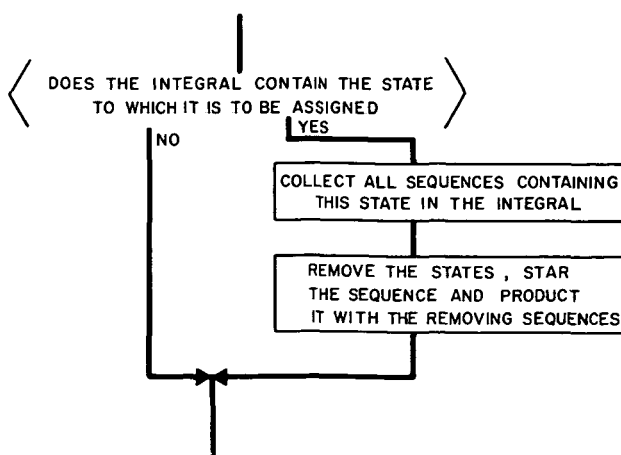 DOES THE INTEGRAL CONTAIN THE STATE
TO WHICH IT IS TO BE ASSIGNED
YES
NO
COLLECT ALL SEQUENCES CONTAINING
THIS STATE IN THE INTEGRAL
REMOVE THE STATES , STAR
THE SEQUENCE AND PRODUCT
IT WITH THE REMOVING SEQUENCES